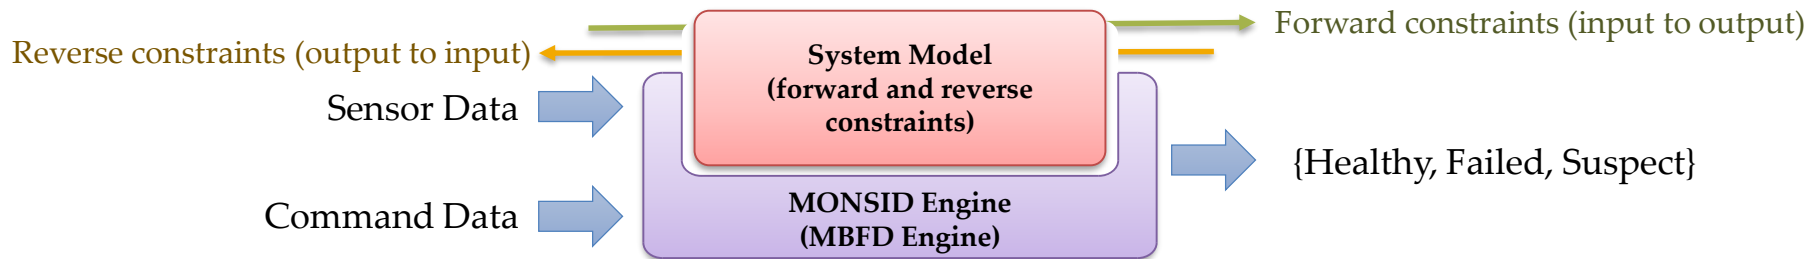 Forward constraints (input to output)
Reverse constraints (output to input)
System Model
(forward and reverse
constraints)
Sensor Data
{Healthy, Failed, Suspect}
Command Data
MONSID Engine
(MBFD Engine)